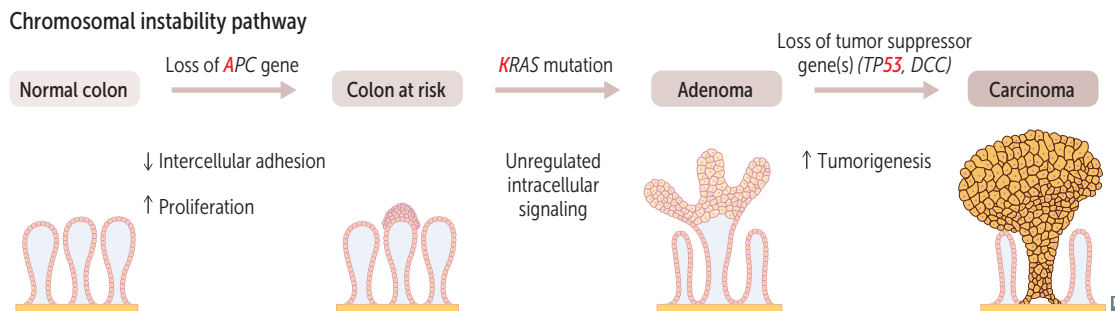 Chromosomal instability pathway
Normal colon
Loss of APC gene
Colon at risk
KRAS mutation
Adenoma
Loss of tumor suppressor
gene(s) (TP53, DCC)
Carcinoma
↓ Intercellular adhesion
↑ Proliferation
Unregulated
intracellular
signaling
↑ Tumorigenesis